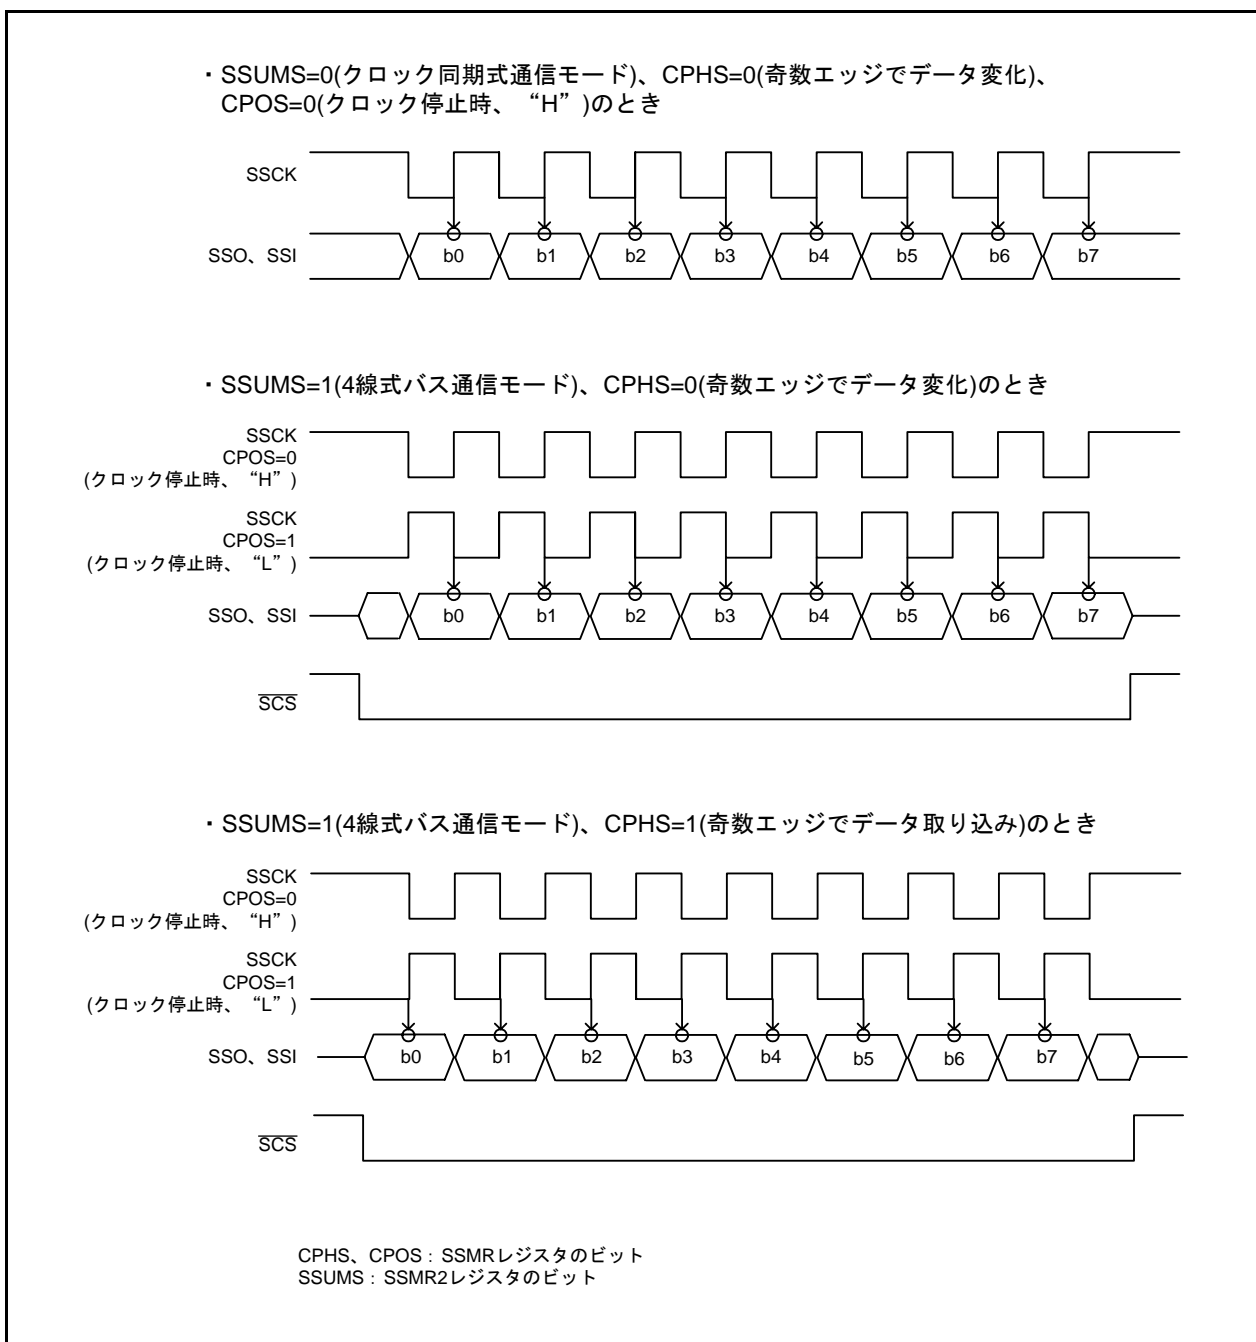 ・SSUMS=0(クロック同期式通信モード)、CPHS=0(奇数エッジでデータ変化)、
CPOS=0(クロック停止時、“H”)のとき
SSCK
SSO、SSI
b0 b1 b2 b3 b4 b5 b6 b7
・SSUMS=1(4線式バス通信モード)、CPHS=0(奇数エッジでデータ変化)のとき
SSCK
CPOS=0
(クロック停止時、“H”)
SSCK
CPOS=1
(クロック停止時、“L”)
SSO、SSI
b0 b1 b2 b3 b4 b5 b6 b7
SCS
・SSUMS=1(4線式バス通信モード)、CPHS=1(奇数エッジでデータ取り込み)のとき
SSCK
CPOS=0
(クロック停止時、“H”)
SSCK
CPOS=1
(クロック停止時、“L”)
SSO、SSI
b0 b1 b2 b3 b4 b5 b6 b7
SCS
CPHS、CPOS：SSMRレジスタのビット
SSUMS：SSMR2レジスタのビット